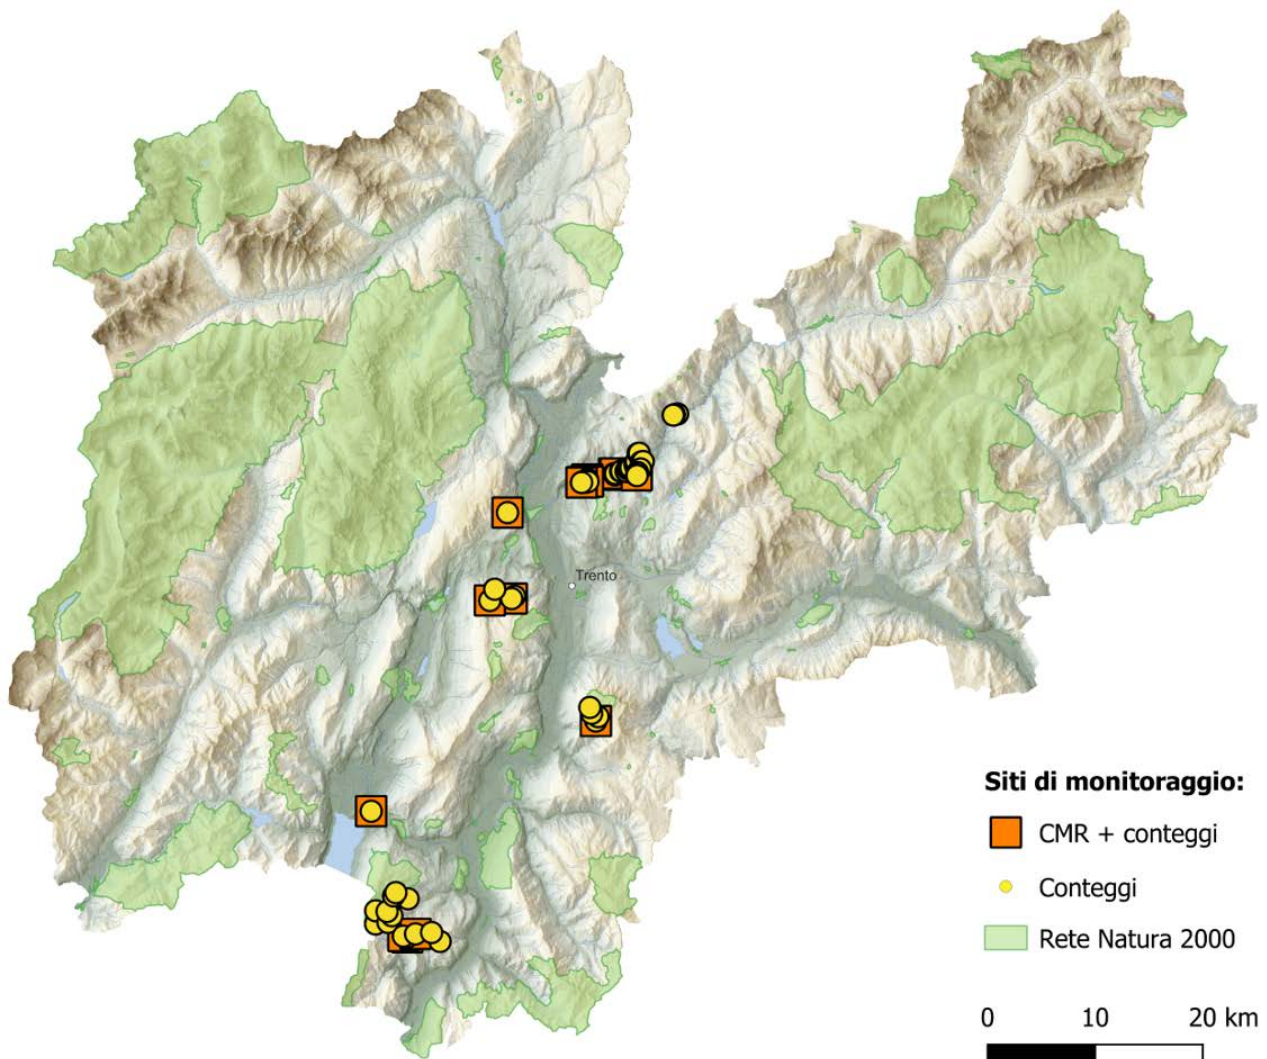 Trento
Siti di monitoraggio:
CMR + conteggi
Conteggi
Rete Natura 2000
0 10 20 km